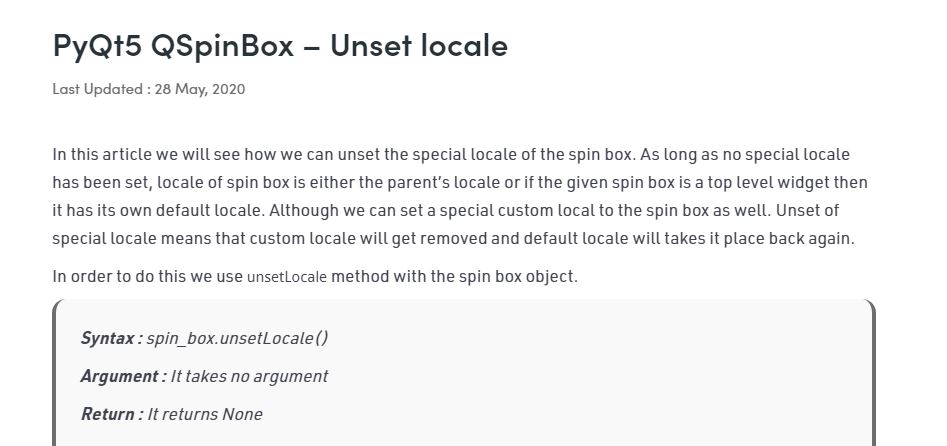 PyQt5 QSpinBox – Unset locale
Last Updated : 28 May, 2020
In this article we will see how we can unset the special locale of the spin box. As long as no special locale
has been set, locale of spin box is either the parent’s locale or if the given spin box is a top level widget then
it has its own default locale. Although we can set a special custom local to the spin box as well. Unset of
special locale means that custom locale will get removed and default locale will takes it place back again.
In order to do this we use unsetLocale method with the spin box object.
Syntax : spin_box.unsetLocale()
Argument : It takes no argument
Return : It returns None